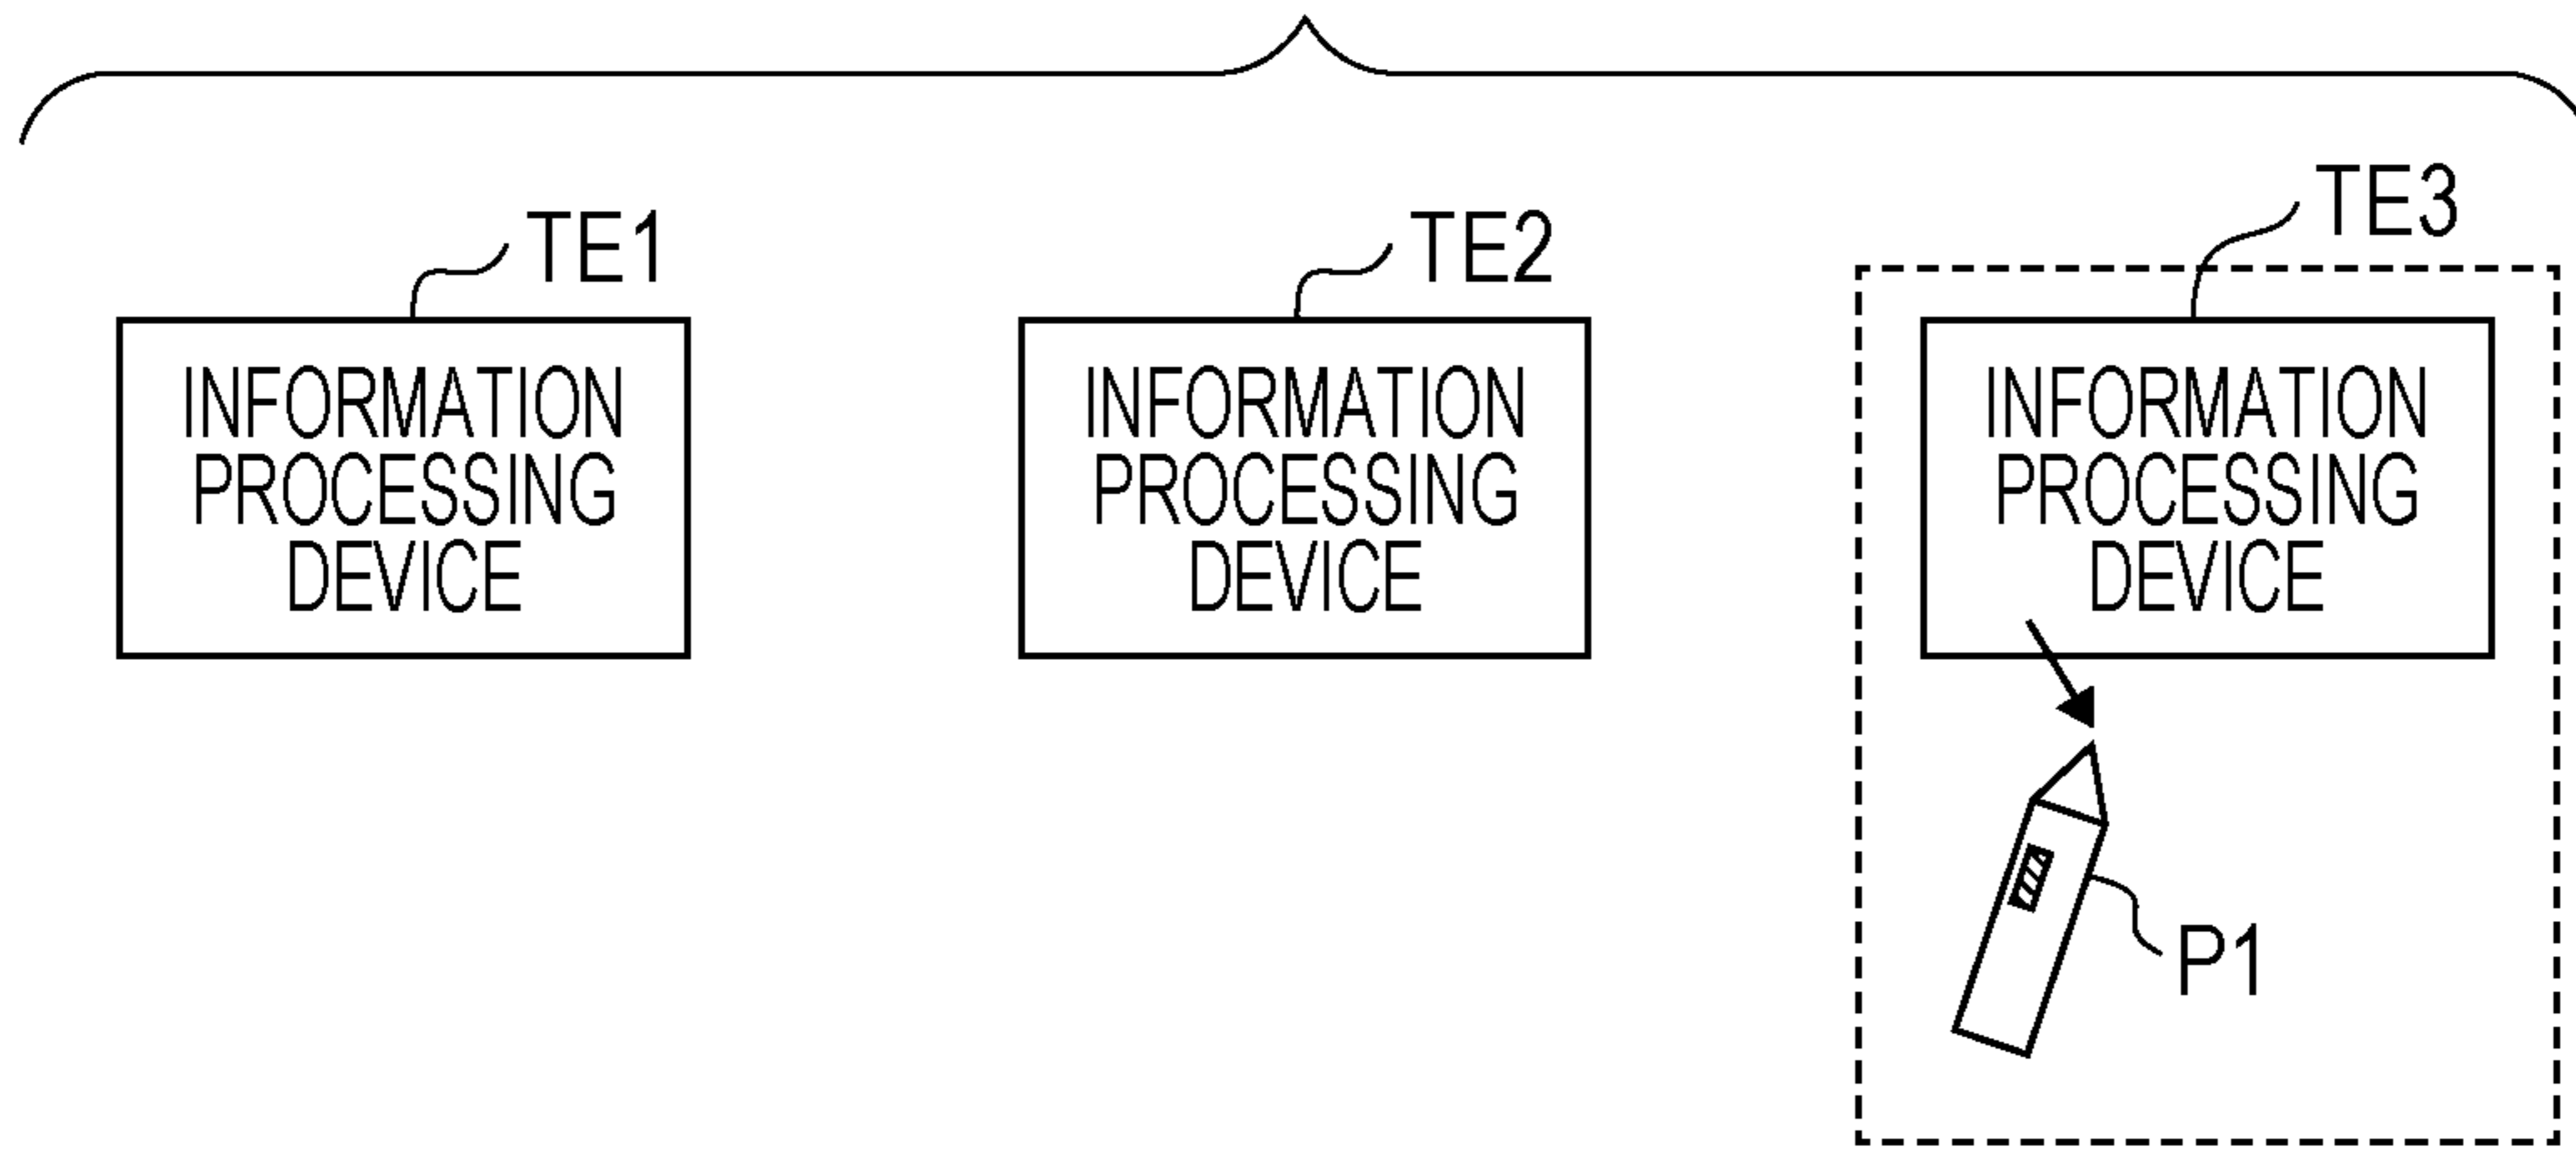 TE1
INFORMATION
PROCESSING
DEVICE
TE2
INFORMATION
PROCESSING
DEVICE
TE3
INFORMATION
PROCESSING
DEVICE
P1